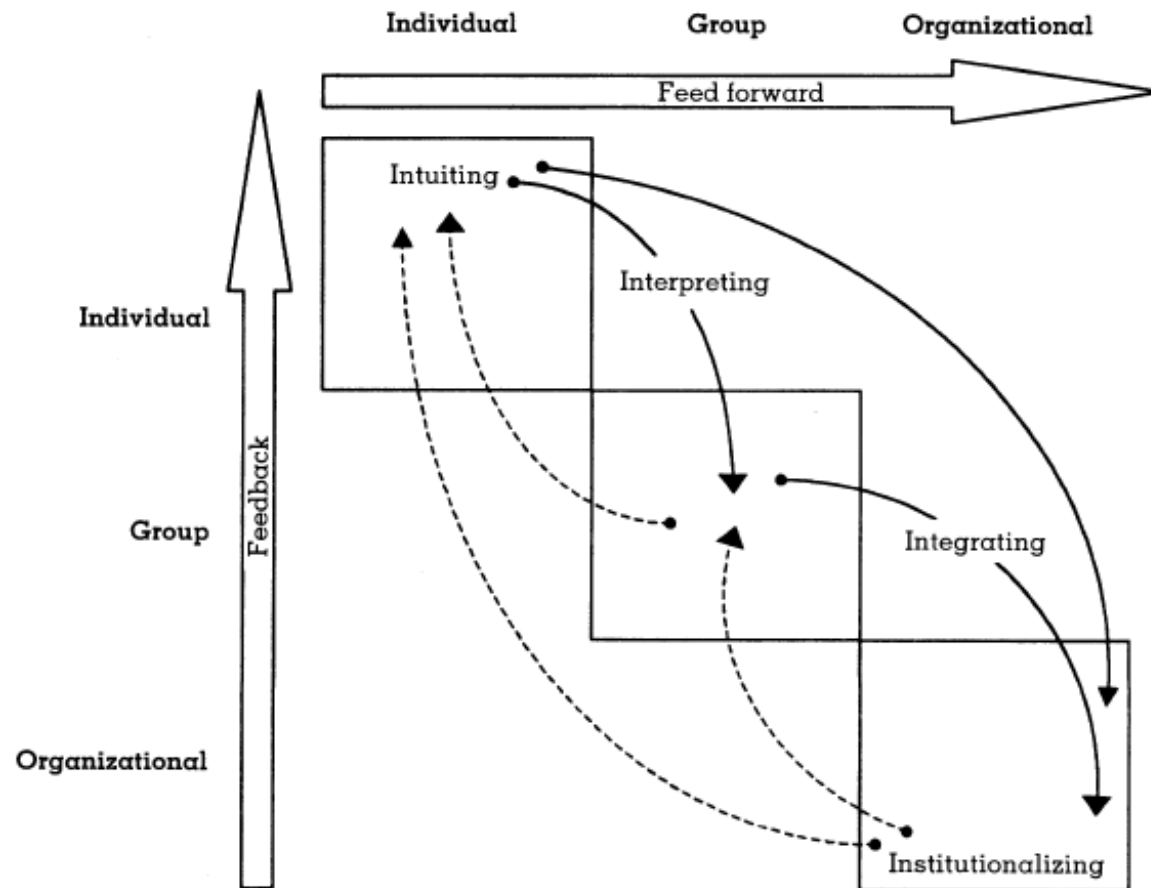 Individual
Group
Organizational
Feed forward
Intuiting
Interpreting
Individual
Feedback
Group
Integrating
Organizational
Institutionalizing